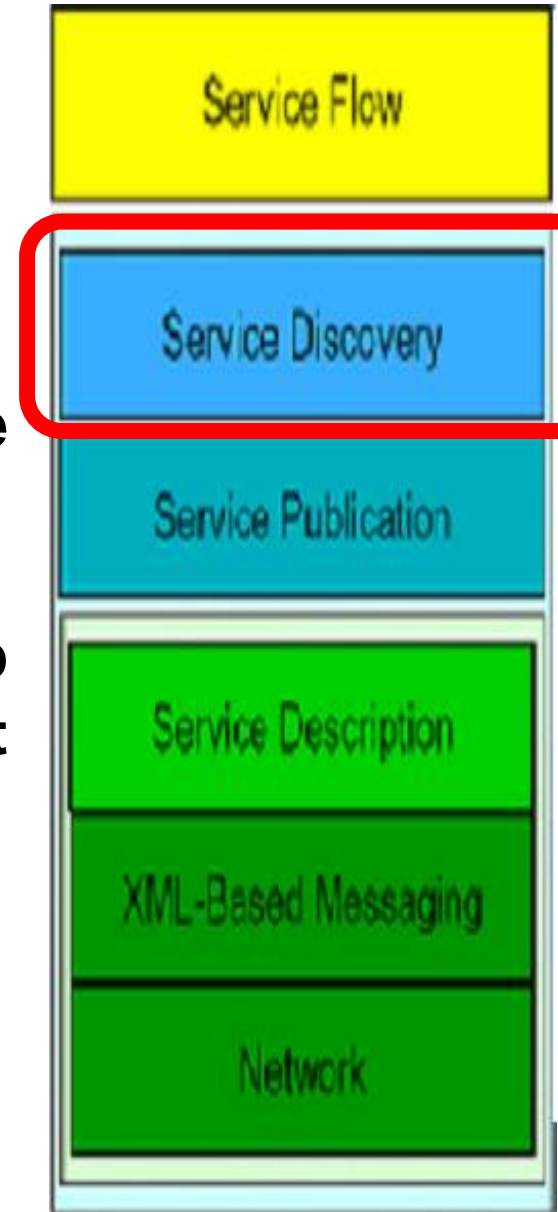 Service Flow
Service Discovery
e
Service Publication
Service Description
t
XML-Based Messaging
Network